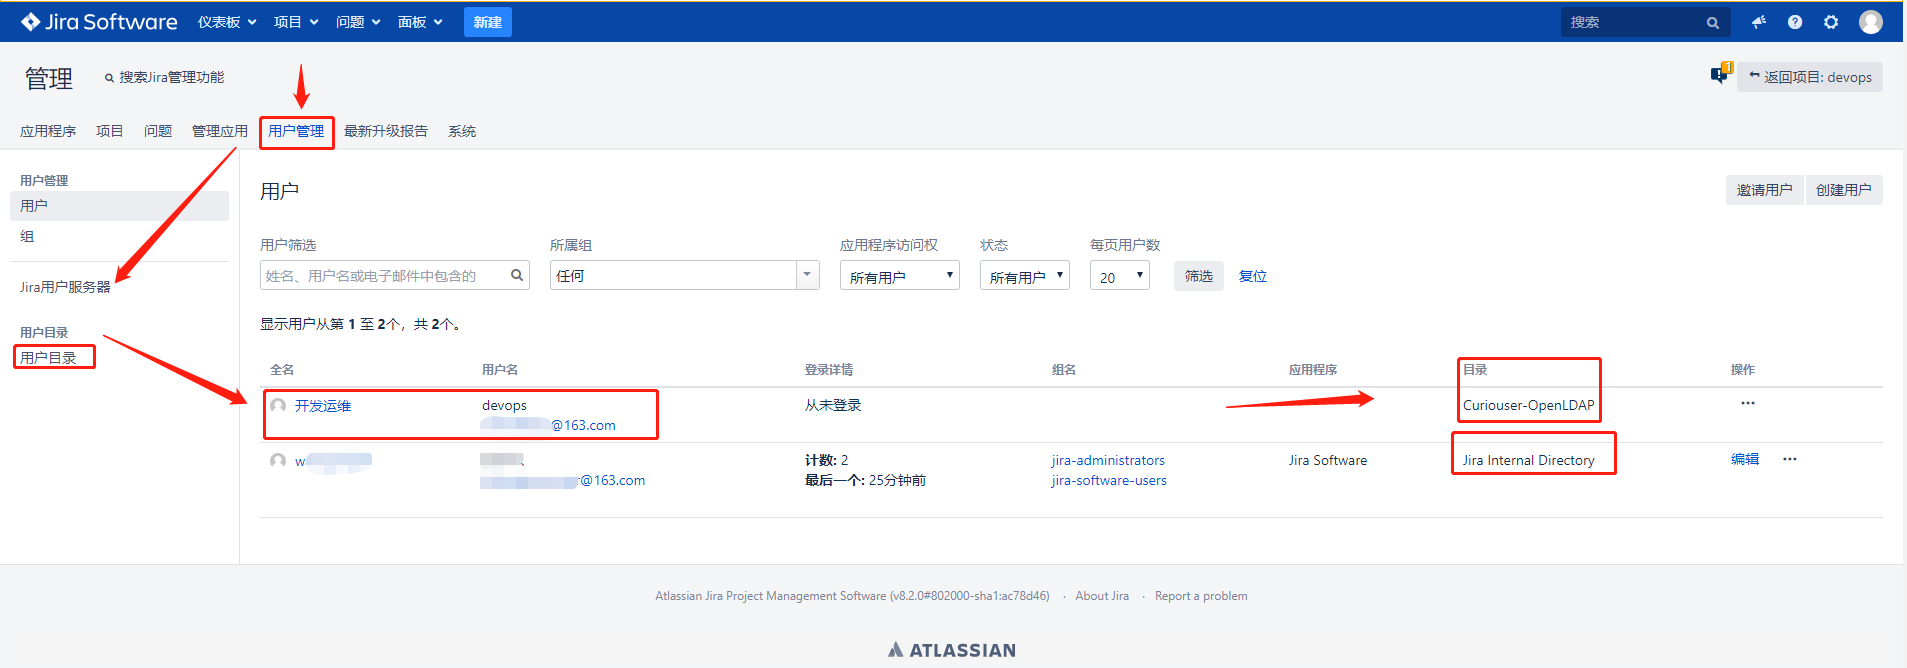 Jira Software 仪表板 项目 问题 面板 新建 搜索
管理 搜索Jira管理功能 1 返回项目: devops
应用程序 项目 问题 管理应用 用户管理 最新升级报告 系统
用户管理
用户
组
Jira用户服务器
用户目录
用户目录
用户
邀请用户 创建用户
用户筛选 所属组 应用程序访问权 状态 每页用户数
姓名、用户名或电子邮件中包含的 任何 所有用户 所有用户 20 筛选 复位
显示用户从第 1 至 2个，共 2个。
全名 用户名 登录详情 组名 应用程序 目录 操作
开发运维 devops 从未登录 Curiouser-OpenLDAP ···
@163.com
w 计数: 2 jira-administrators Jira Software Jira Internal Directory 编辑 ···
@163.com 最后一个: 25分钟前 jira-software-users
Atlassian Jira Project Management Software (v8.2.0#802000-sha1:ac78d46) · About Jira · Report a problem
ATLASSIAN